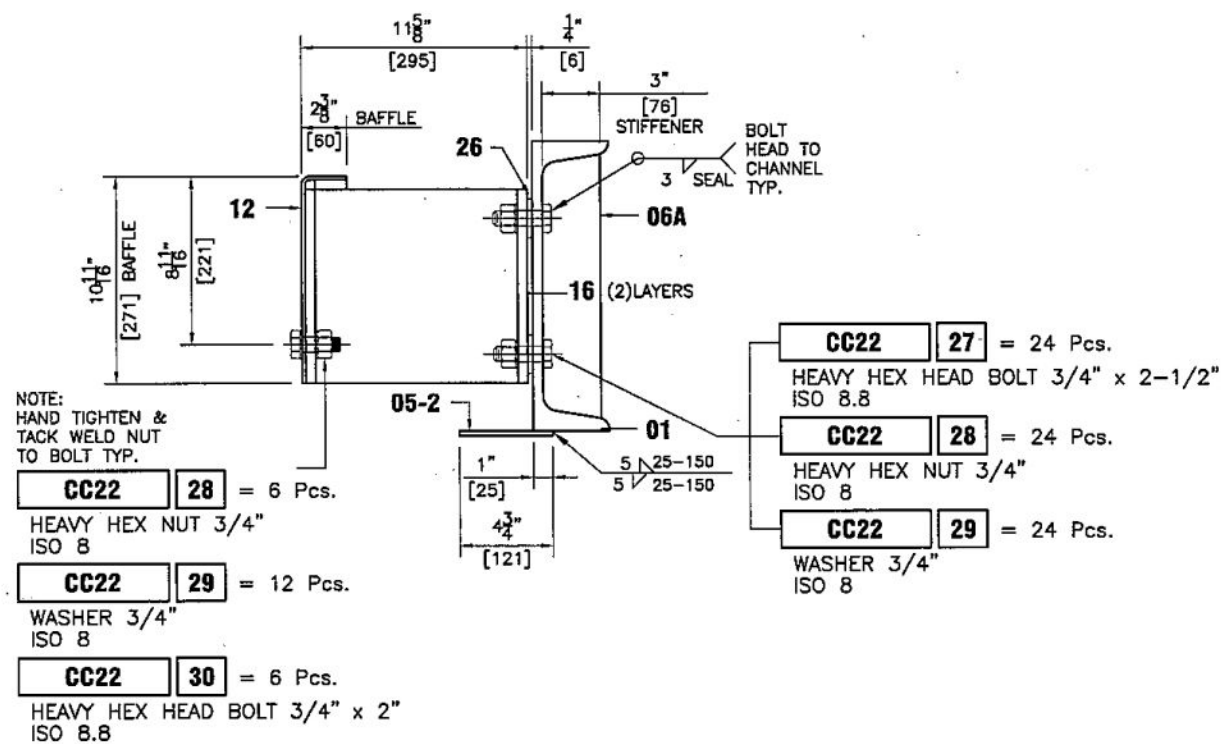 11 5/8"
[295]
1/4"
[6]
3"
[76]
STIFFENER
2 3/8" BAFFLE
[60]
BOLT
HEAD TO
CHANNEL
TYP.
3 SEAL
26
12
06A
10 11/16"
[271] BAFFLE
8 11/16"
[221]
16 (2)LAYERS
05-2
01
1"
[25]
5 25-150
5 25-150
4 3/4"
[121]
NOTE:
HAND TIGHTEN &
TACK WELD NUT
TO BOLT TYP.
CC22 28 = 6 Pcs.
HEAVY HEX NUT 3/4"
ISO 8
CC22 29 = 12 Pcs.
WASHER 3/4"
ISO 8
CC22 30 = 6 Pcs.
HEAVY HEX HEAD BOLT 3/4" x 2"
ISO 8.8
CC22 27 = 24 Pcs.
HEAVY HEX HEAD BOLT 3/4" x 2-1/2"
ISO 8.8
CC22 28 = 24 Pcs.
HEAVY HEX NUT 3/4"
ISO 8
CC22 29 = 24 Pcs.
WASHER 3/4"
ISO 8